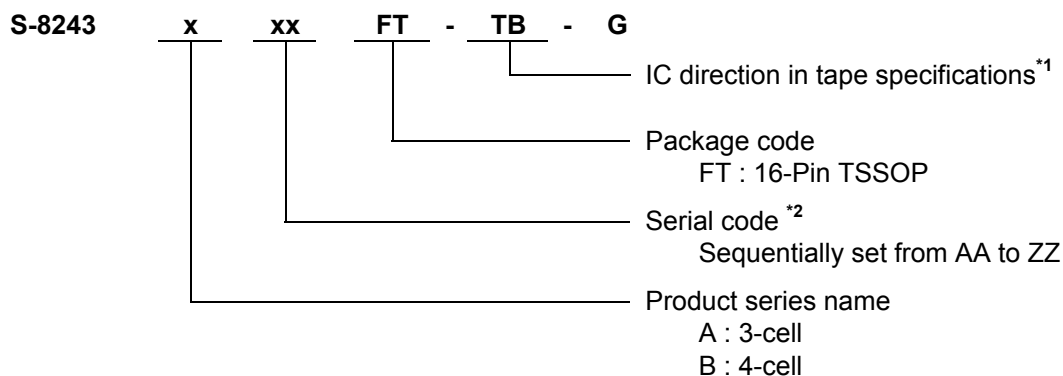 S-8243 x xx FT - TB - G
IC direction in tape specifications*1
Package code
FT : 16-Pin TSSOP
Serial code *2
Sequentially set from AA to ZZ
Product series name
A : 3-cell
B : 4-cell